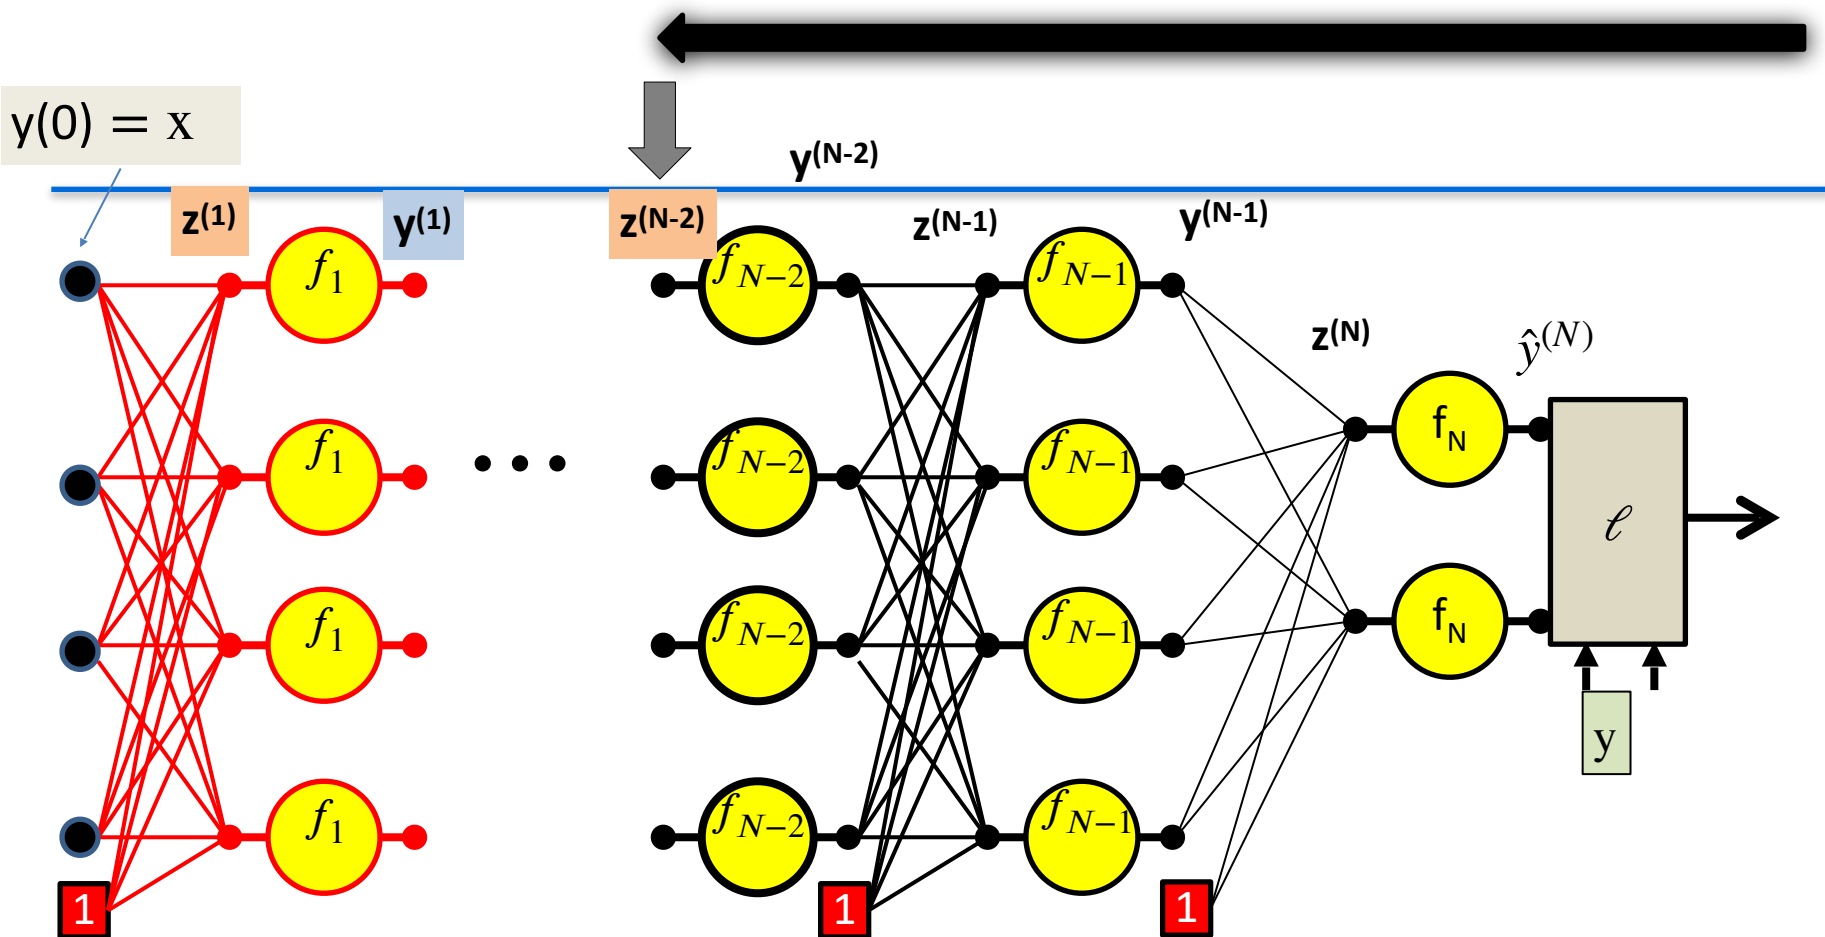 y(0) = x
y(N-2)
z(1)
y(1)
z(N-2)
z(N-1)
y(N-1)
f1
fN−2
fN−1
z(N)
ŷ(N)
f1
fN−2
fN−1
fN
• • •
ℓ
f1
fN−2
fN−1
fN
y
f1
fN−2
fN−1
1
1
1